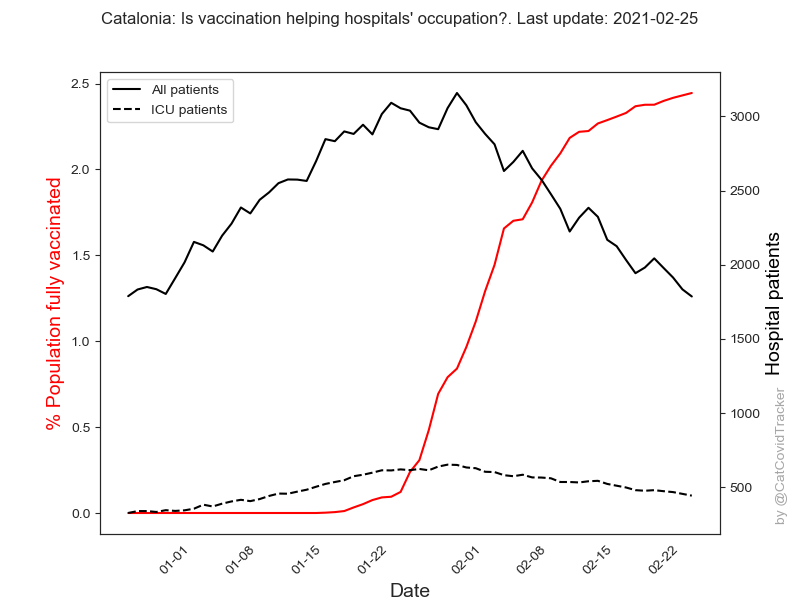 Catalonia: Is vaccination helping hospitals' occupation?. Last update: 2021-02-25
All patients
ICU patients
% Population fully vaccinated
2.5
2.0
1.5
1.0
0.5
0.0
3000
2500
2000
1500
1000
500
Hospital patients
by @CatCovidTracker
01-01
01-08
01-15
01-22
02-01
02-08
02-15
02-22
Date